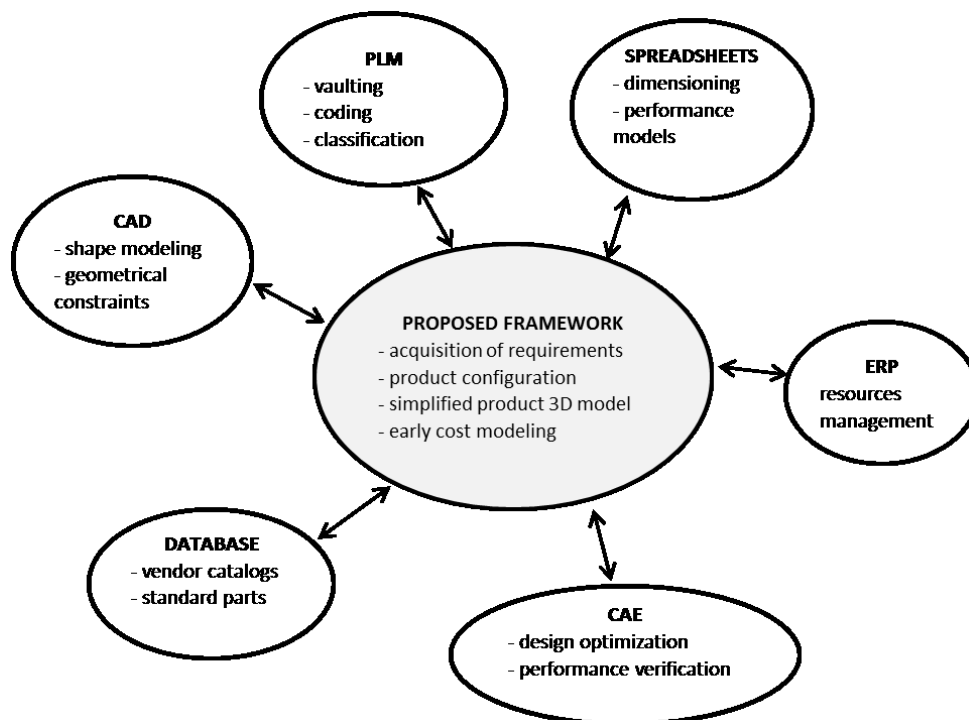 PLM
- vaulting
- coding
- classification
SPREADSHEETS
- dimensioning
- performance
models
CAD
- shape modeling
- geometrical
constraints
PROPOSED FRAMEWORK
- acquisition of requirements
- product configuration
- simplified product 3D model
- early cost modeling
ERP
resources
management
DATABASE
- vendor catalogs
- standard parts
CAE
- design optimization
- performance verification